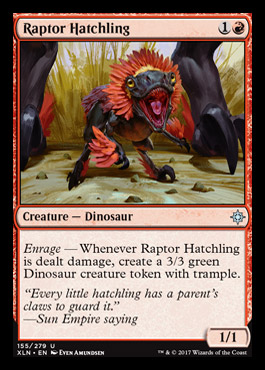 Raptor Hatchling 1
Creature — Dinosaur
Enrage — Whenever Raptor Hatchling
is dealt damage, create a 3/3 green
Dinosaur creature token with trample.
“Every little hatchling has a parent’s
claws to guard it.”
—Sun Empire saying
1/1
155/279 U
XLN • EN Even Amundsen
™ & © 2017 Wizards of the Coast